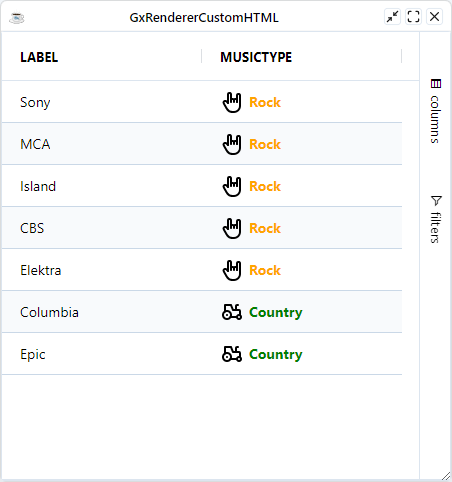 GxRendererCustomHTML
LABEL MUSICTYPE
Sony Rock
MCA Rock
Island Rock
CBS Rock
Elektra Rock
Columbia Country
Epic Country
columns
filters